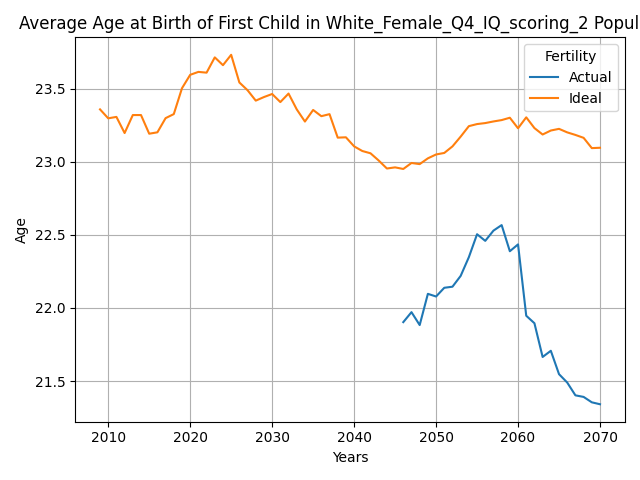 Average Age at Birth of First Child in White_Female_Q4_IQ_scoring_2 Popul
Fertility
Actual
Ideal
Age
23.5
23.0
22.5
22.0
21.5
2010 2020 2030 2040 2050 2060 2070
Years